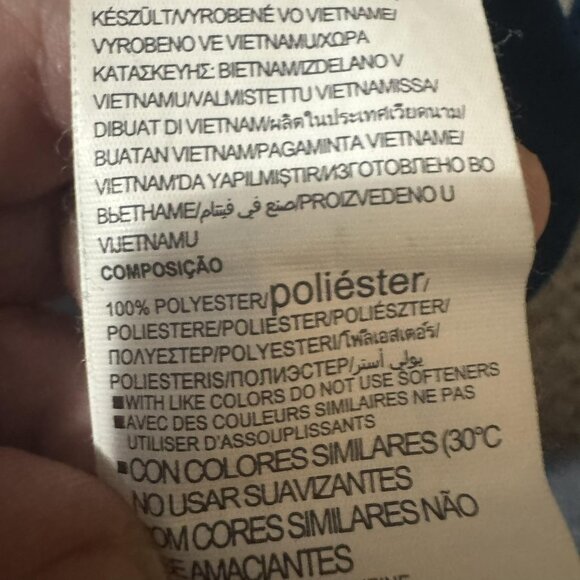 KÉSZÜLT/VYROBENÉ VO VIETNAME/
VYROBENO VE VIETNAMU/ΧΩΡΑ
ΚΑΤΑΣΚΕΥΗΣ: ΒΙΕΤΝΑΜ/IZDELANO V
VIETNAMU/VALMISTETTU VIETNAMISSA/
DIBUAT DI VIETNAM/ผลิตในประเทศเวียดนาม/
BUATAN VIETNAM/PAGAMINTA VIETNAME/
VIETNAM'DA YAPILMIŞTIR/ИЗГОТОВЛЕНО ВО
ВЬЕТНАМЕ/صنع في فيتنام/PROIZVEDENO U
VIJETNAMU
COMPOSIÇÃO
100% POLYESTER/poliéster/
POLIESTERE/POLIESTER/POLIÉSZTER/
ΠΟΛΥΕΣΤΕΡ/POLYESTERI/โพลีเอสเตอร์/
POLIESTERIS/ПОЛИЭСТЕР/بولي أستر
WITH LIKE COLORS DO NOT USE SOFTENERS
AVEC DES COULEURS SIMILAIRES NE PAS
UTILISER D'ASSOUPLISSANTS
CON COLORES SIMILARES (30°C
NO USAR SUAVIZANTES
COM CORES SIMILARES NÃO
AMACIANTES